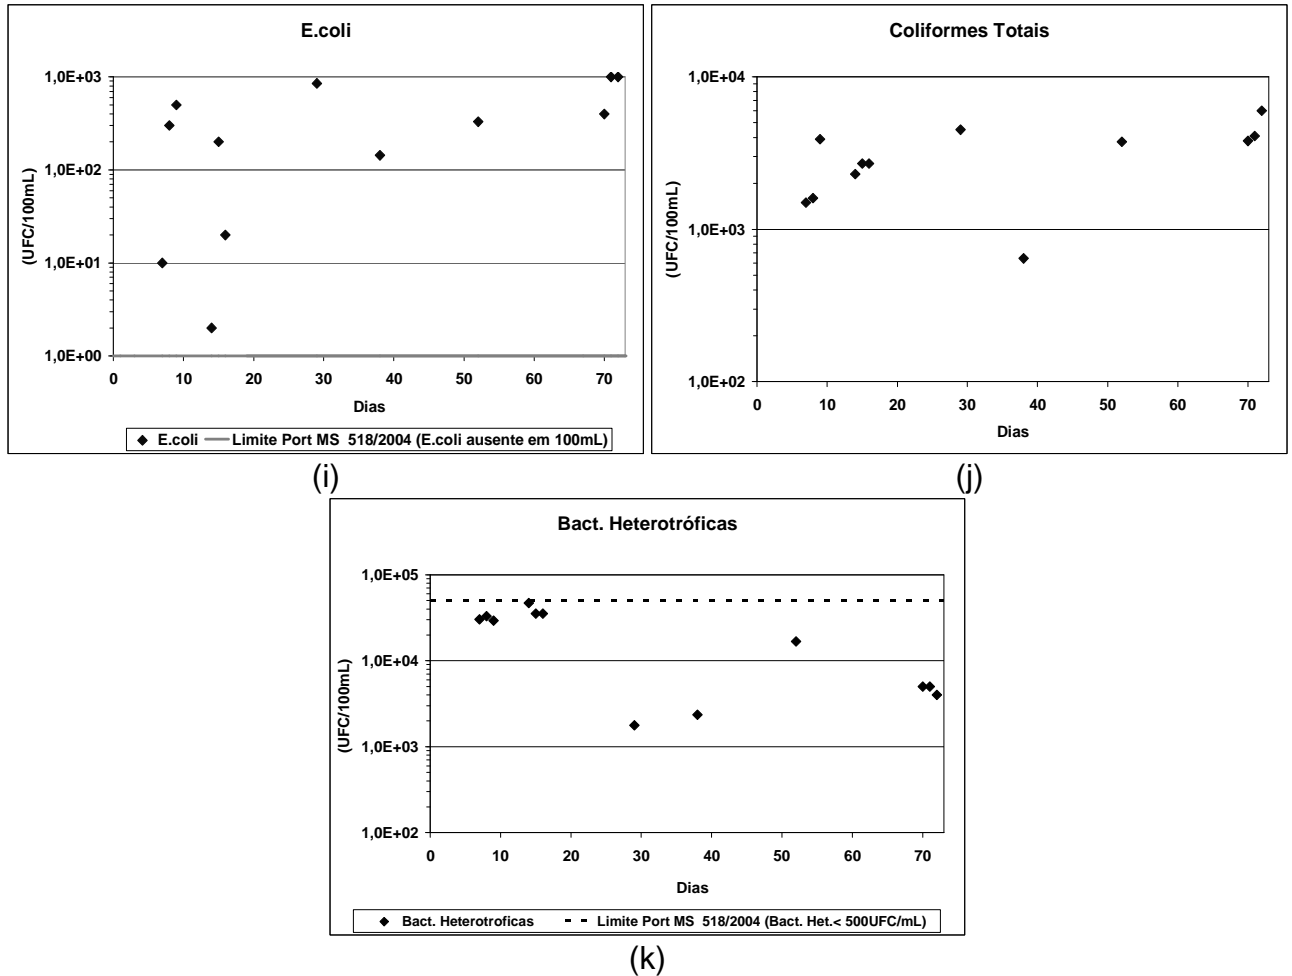 E.coli
1,0E+03
1,0E+02
1,0E+01
1,0E+00
(UFC/100mL)
0 10 20 30 40 50 60 70
Dias
E.coli Limite Port MS 518/2004 (E.coli ausente em 100mL)
(i)
Coliformes Totais
1,0E+04
1,0E+03
1,0E+02
(UFC/100mL)
0 10 20 30 40 50 60 70
Dias
(j)
Bact. Heterotróficas
1,0E+05
1,0E+04
1,0E+03
1,0E+02
(UFC/100mL)
0 10 20 30 40 50 60 70
Dias
Bact. Heterotroficas Limite Port MS 518/2004 (Bact. Het.< 500UFC/mL)
(k)